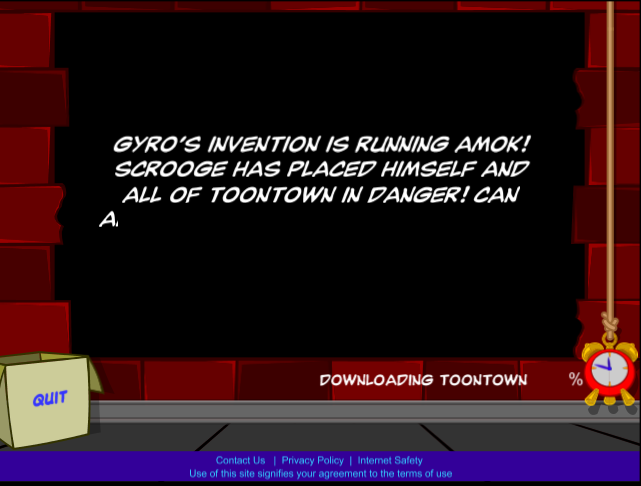 GYRO'S INVENTION IS RUNNING AMOK!
SCROOGE HAS PLACED HIMSELF AND
ALL OF TOONTOWN IN DANGER! CAN
A
DOWNLOADING TOONTOWN %
QUIT
Contact Us | Privacy Policy | Internet Safety
Use of this site signifies your agreement to the terms of use